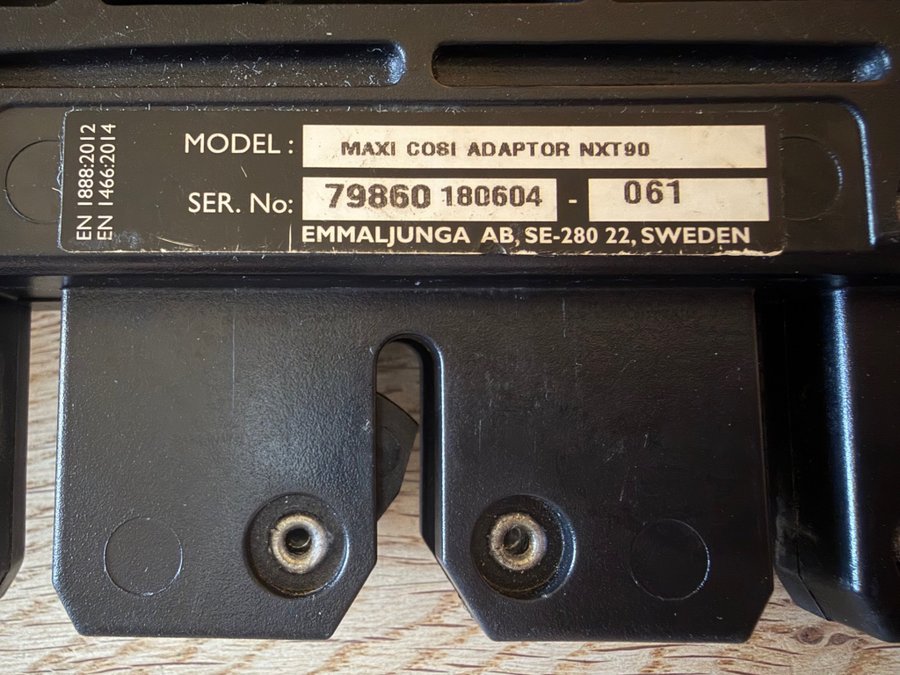 EN 1888:2012
EN 1466:2014
MODEL : MAXI COSI ADAPTOR NXT90
SER. No: 79860 180604 - 061
EMMALJUNGA AB, SE-280 22, SWEDEN